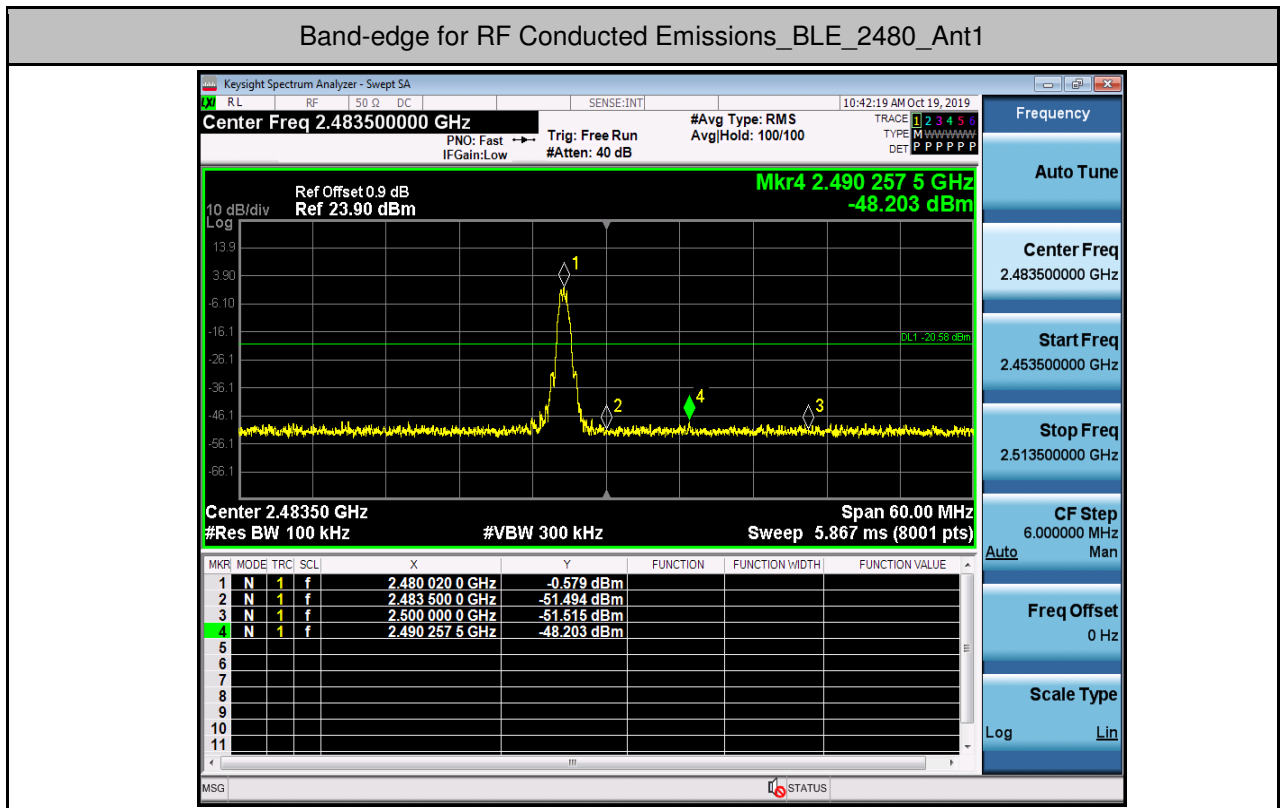 Band-edge for RF Conducted Emissions_BLE_2480_Ant1
Keysight Spectrum Analyzer - Swept SA
LXI RL RF 50 Ω DC SENSE:INT 10:42:19 AM Oct 19, 2019
Center Freq 2.483500000 GHz
PNO: Fast
IFGain:Low
Trig: Free Run
#Atten: 40 dB
#Avg Type: RMS
Avg|Hold: 100/100
TRACE 1 2 3 4 5 6
TYPE M WWWWW
DET P P P P P P
Ref Offset 0.9 dB
10 dB/div Ref 23.90 dBm
Log
Mkr4 2.490 257 5 GHz
-48.203 dBm
13.9
3.90
-6.10
-16.1
-26.1
-36.1
-46.1
-56.1
-66.1
1
2
4
3
DL1 -20.58 dBm
Center 2.48350 GHz Span 60.00 MHz
#Res BW 100 kHz #VBW 300 kHz Sweep 5.867 ms (8001 pts)
MKR MODE TRC SCL X Y FUNCTION FUNCTION WIDTH FUNCTION VALUE
1 N 1 f 2.480 020 0 GHz -0.579 dBm
2 N 1 f 2.483 500 0 GHz -51.494 dBm
3 N 1 f 2.500 000 0 GHz -51.515 dBm
4 N 1 f 2.490 257 5 GHz -48.203 dBm
5
6
7
8
9
10
11
MSG STATUS
Frequency
Auto Tune
Center Freq
2.483500000 GHz
Start Freq
2.453500000 GHz
Stop Freq
2.513500000 GHz
CF Step
6.000000 MHz
Auto Man
Freq Offset
0 Hz
Scale Type
Log Lin